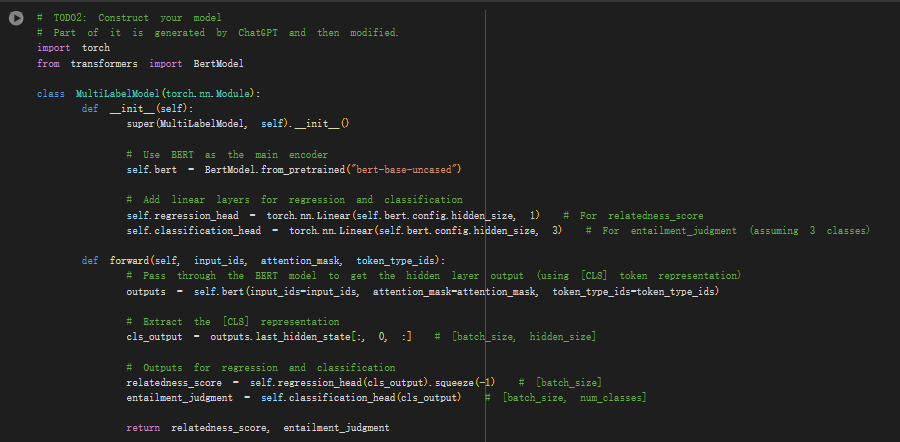 # TODO2: Construct your model
# Part of it is generated by ChatGPT and then modified.
import torch
from transformers import BertModel
class MultiLabelModel(torch.nn.Module):
def __init__(self):
super(MultiLabelModel, self).__init__()
# Use BERT as the main encoder
self.bert = BertModel.from_pretrained("bert-base-uncased")
# Add linear layers for regression and classification
self.regression_head = torch.nn.Linear(self.bert.config.hidden_size, 1) # For relatedness_score
self.classification_head = torch.nn.Linear(self.bert.config.hidden_size, 3) # For entailment_judgment (assuming 3 classes)
def forward(self, input_ids, attention_mask, token_type_ids):
# Pass through the BERT model to get the hidden layer output (using [CLS] token representation)
outputs = self.bert(input_ids=input_ids, attention_mask=attention_mask, token_type_ids=token_type_ids)
# Extract the [CLS] representation
cls_output = outputs.last_hidden_state[:, 0, :] # [batch_size, hidden_size]
# Outputs for regression and classification
relatedness_score = self.regression_head(cls_output).squeeze(-1) # [batch_size]
entailment_judgment = self.classification_head(cls_output) # [batch_size, num_classes]
return relatedness_score, entailment_judgment